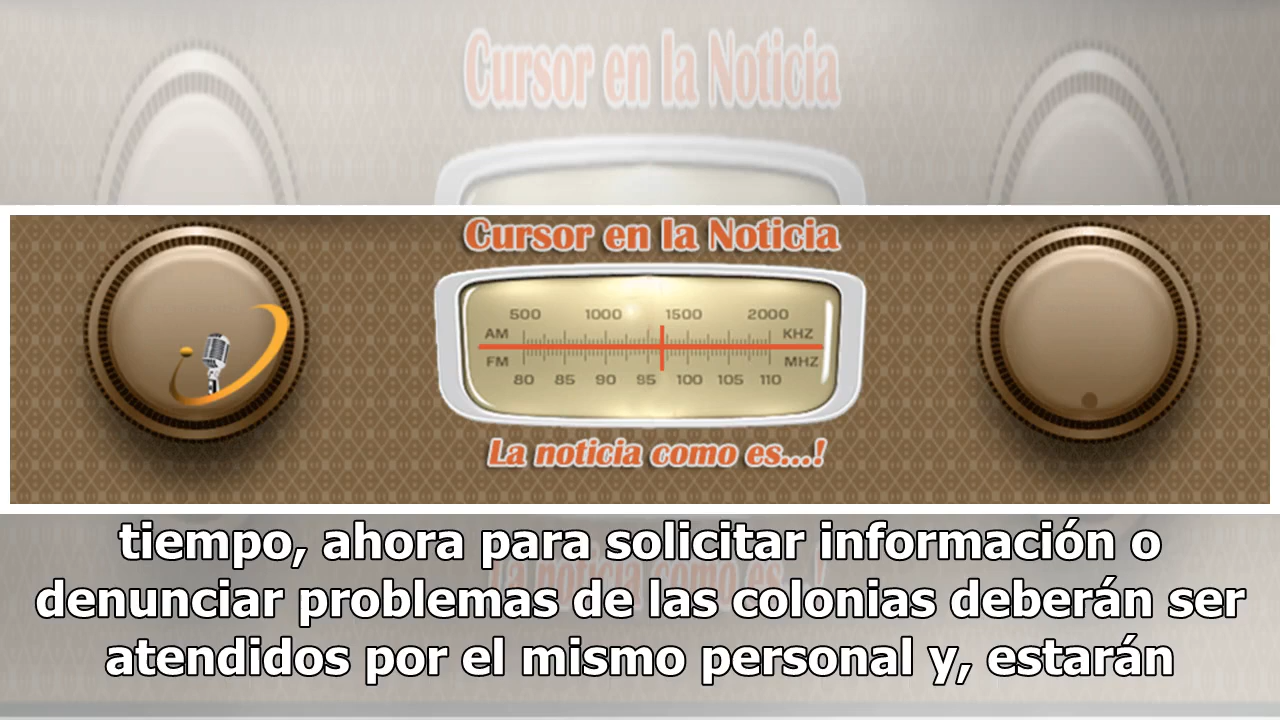 Cursor en la Noticia
Cursor en la Noticia
500 1000 1500 2000
AM KHZ
FM MHZ
80 85 90 95 100 105 110
La noticia como es...!
tiempo, ahora para solicitar información o
denunciar problemas de las colonias deberán ser
atendidos por el mismo personal y, estarán